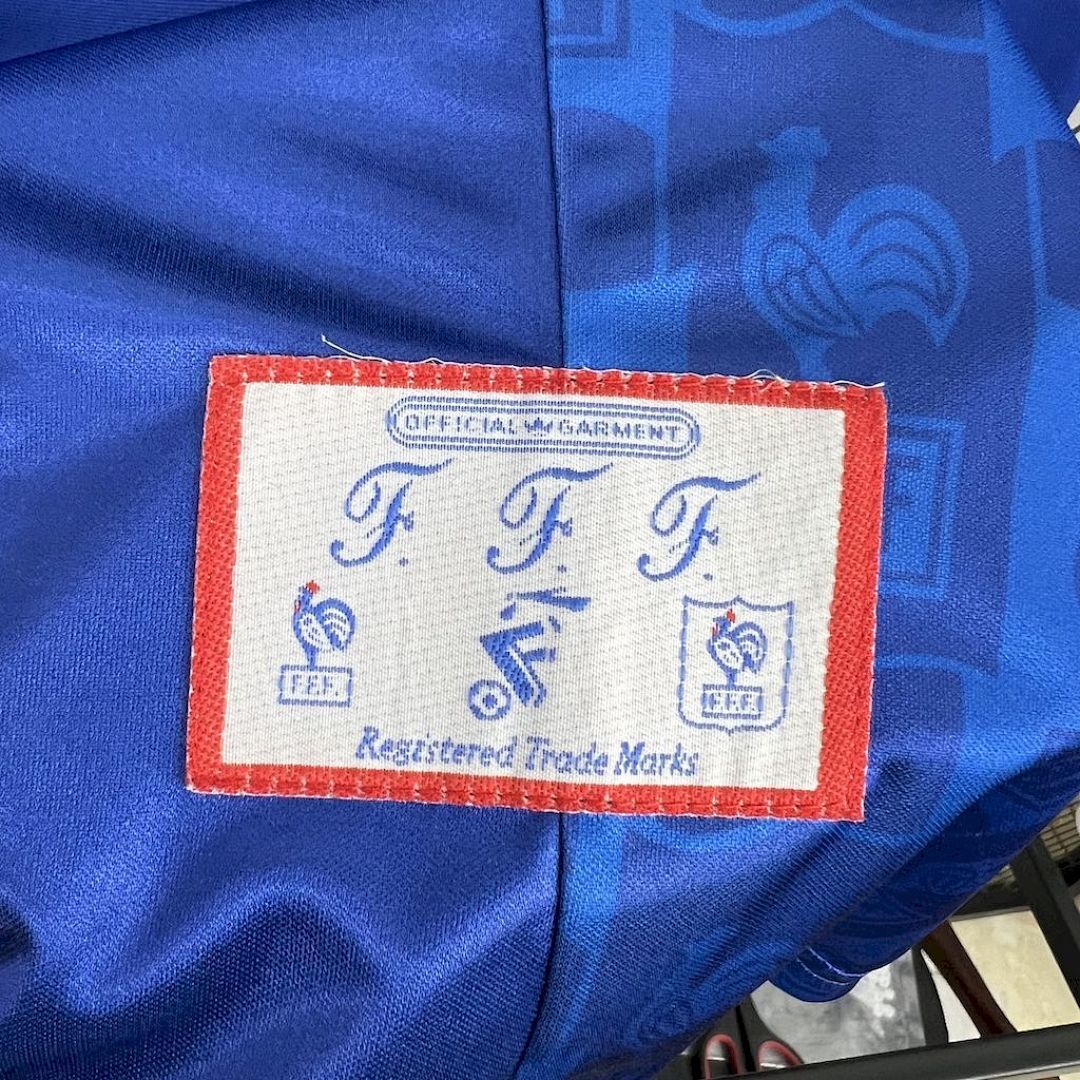 OFFICIAL GARMENT
F. F. F.
F.F.F. F.F.F.
Registered Trade Marks